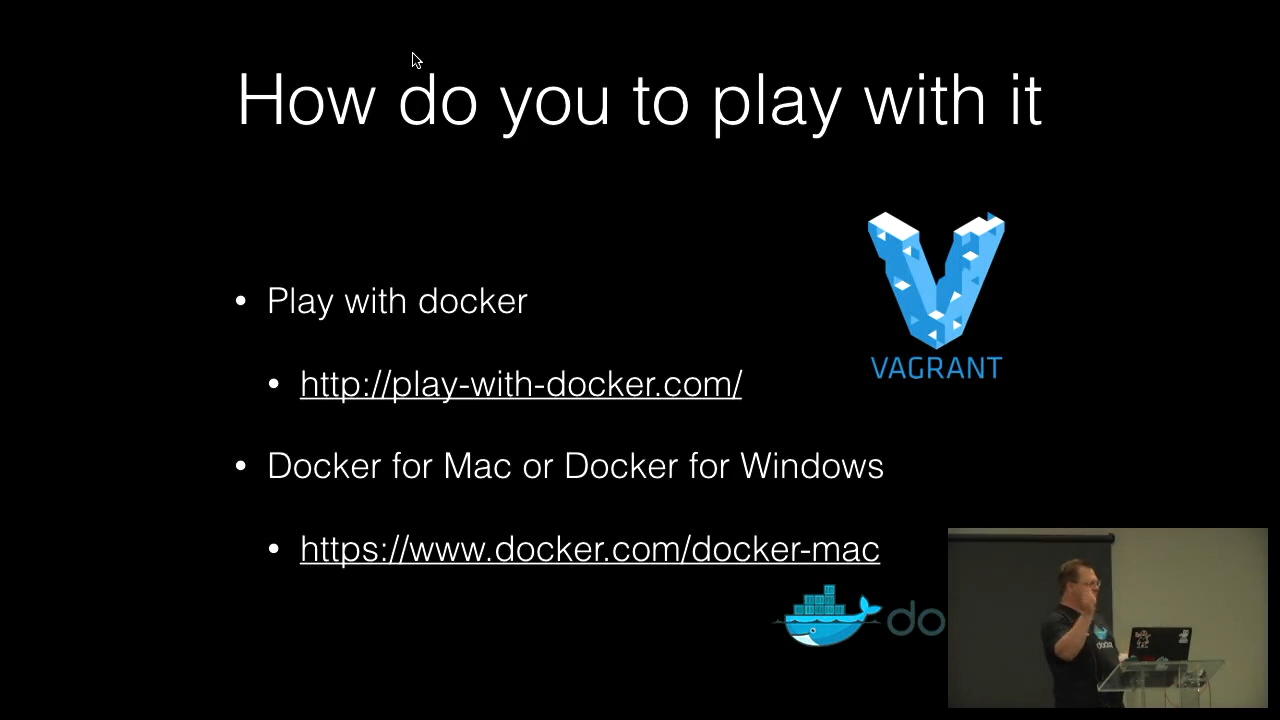 How do you to play with it
• Play with docker
• http://play-with-docker.com/
VAGRANT
• Docker for Mac or Docker for Windows
• https://www.docker.com/docker-mac
do